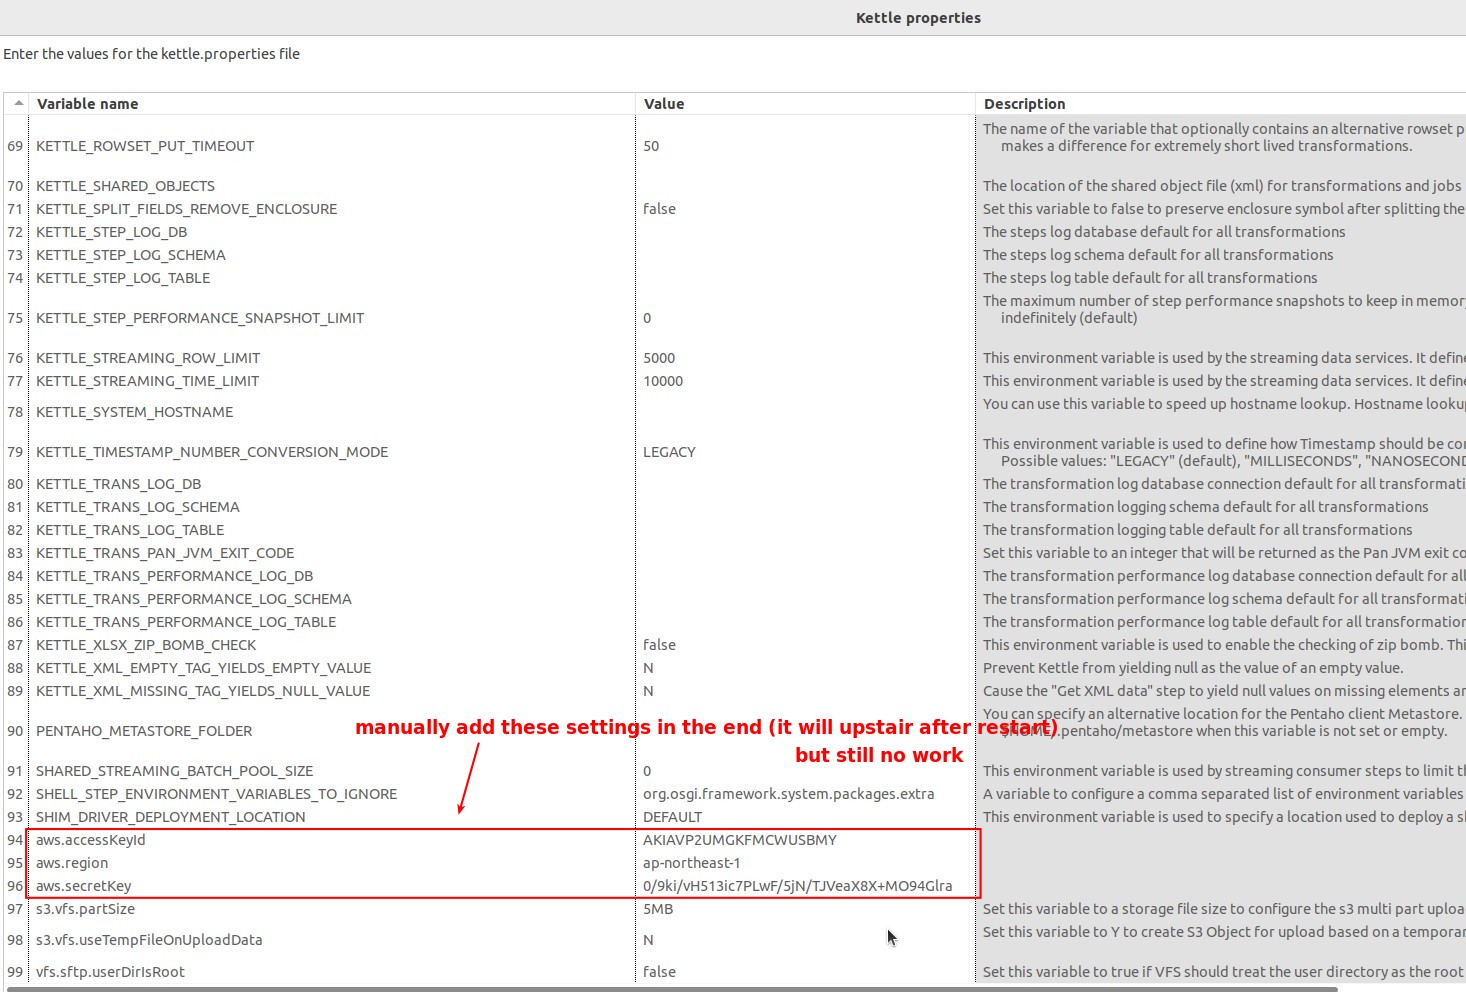 Kettle properties
Enter the values for the kettle.properties file
Variable name Value Description
69 KETTLE_ROWSET_PUT_TIMEOUT 50 The name of the variable that optionally contains an alternative rowset p
makes a difference for extremely short lived transformations.
70 KETTLE_SHARED_OBJECTS The location of the shared object file (xml) for transformations and jobs
71 KETTLE_SPLIT_FIELDS_REMOVE_ENCLOSURE false Set this variable to false to preserve enclosure symbol after splitting the
72 KETTLE_STEP_LOG_DB The steps log database default for all transformations
73 KETTLE_STEP_LOG_SCHEMA The steps log schema default for all transformations
74 KETTLE_STEP_LOG_TABLE The steps log table default for all transformations
75 KETTLE_STEP_PERFORMANCE_SNAPSHOT_LIMIT 0 The maximum number of step performance snapshots to keep in memory
indefinitely (default)
76 KETTLE_STREAMING_ROW_LIMIT 5000 This environment variable is used by the streaming data services. It define
77 KETTLE_STREAMING_TIME_LIMIT 10000 This environment variable is used by the streaming data services. It define
78 KETTLE_SYSTEM_HOSTNAME You can use this variable to speed up hostname lookup. Hostname looku
79 KETTLE_TIMESTAMP_NUMBER_CONVERSION_MODE LEGACY This environment variable is used to define how Timestamp should be co
Possible values: "LEGACY" (default), "MILLISECONDS", "NANOSECOND
80 KETTLE_TRANS_LOG_DB The transformation log database connection default for all transformati
81 KETTLE_TRANS_LOG_SCHEMA The transformation logging schema default for all transformations
82 KETTLE_TRANS_LOG_TABLE The transformation logging table default for all transformations
83 KETTLE_TRANS_PAN_JVM_EXIT_CODE Set this variable to an integer that will be returned as the Pan JVM exit co
84 KETTLE_TRANS_PERFORMANCE_LOG_DB The transformation performance log database connection default for all
85 KETTLE_TRANS_PERFORMANCE_LOG_SCHEMA The transformation performance log schema default for all transformati
86 KETTLE_TRANS_PERFORMANCE_LOG_TABLE The transformation performance log table default for all transformation
87 KETTLE_XLSX_ZIP_BOMB_CHECK false This environment variable is used to enable the checking of zip bomb. Thi
88 KETTLE_XML_EMPTY_TAG_YIELDS_EMPTY_VALUE N Prevent Kettle from yielding null as the value of an empty value.
89 KETTLE_XML_MISSING_TAG_YIELDS_NULL_VALUE N Cause the "Get XML data" step to yield null values on missing elements an
90 PENTAHO_METASTORE_FOLDER You can specify an alternative location for the Pentaho client Metastore.
.pentaho/metastore when this variable is not set or empty.
manually add these settings in the end (it will upstair after restart)
but still no work
91 SHARED_STREAMING_BATCH_POOL_SIZE 0 This environment variable is used by streaming consumer steps to limit th
92 SHELL_STEP_ENVIRONMENT_VARIABLES_TO_IGNORE org.osgi.framework.system.packages.extra A variable to configure a comma separated list of environment variables
93 SHIM_DRIVER_DEPLOYMENT_LOCATION DEFAULT This environment variable is used to specify a location used to deploy a s
94 aws.accessKeyId AKIAVP2UMGKFMCWUSBMY
95 aws.region ap-northeast-1
96 aws.secretKey 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
97 s3.vfs.partSize 5MB Set this variable to a storage file size to configure the s3 multi part uploa
98 s3.vfs.useTempFileOnUploadData N Set this variable to Y to create S3 Object for upload based on a temporar
99 vfs.sftp.userDirIsRoot false Set this variable to true if VFS should treat the user directory as the root